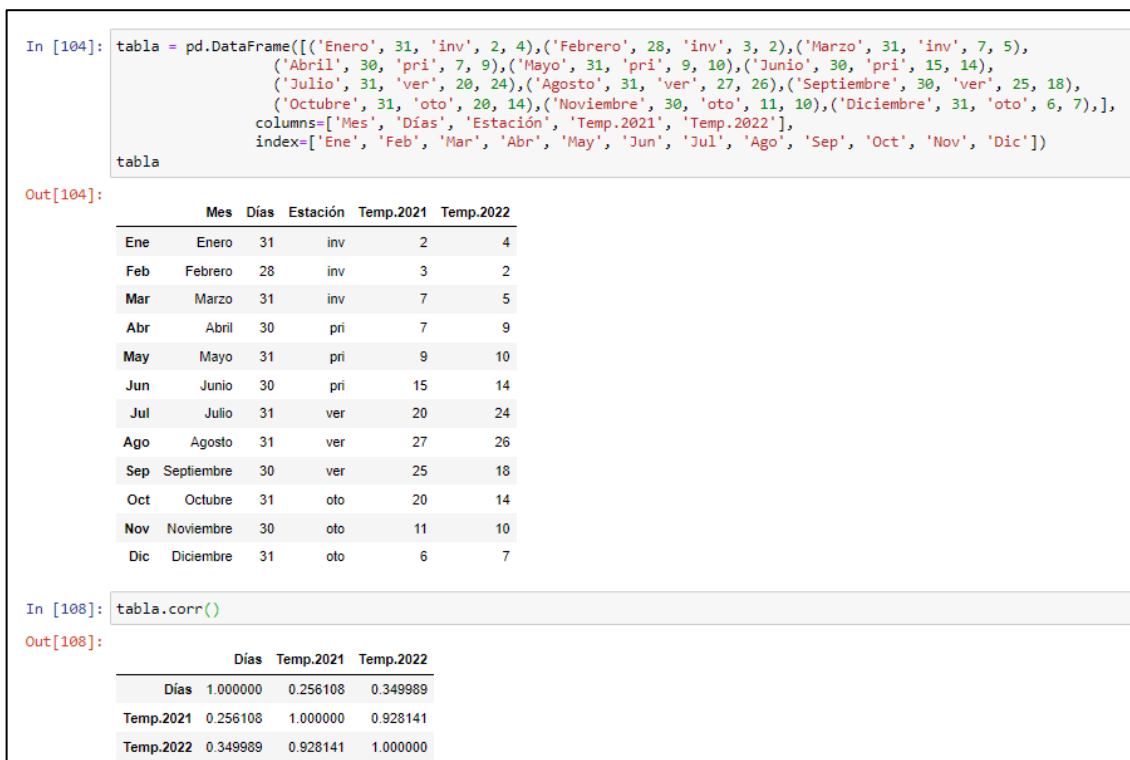 In [104]: tabla = pd.DataFrame([('Enero', 31, 'inv', 2, 4),('Febrero', 28, 'inv', 3, 2),('Marzo', 31, 'inv', 7, 5),
('Abril', 30, 'pri', 7, 9),('Mayo', 31, 'pri', 9, 10),('Junio', 30, 'pri', 15, 14),
('Julio', 31, 'ver', 20, 24),('Agosto', 31, 'ver', 27, 26),('Septiembre', 30, 'ver', 25, 18),
('Octubre', 31, 'oto', 20, 14),('Noviembre', 30, 'oto', 11, 10),('Diciembre', 31, 'oto', 6, 7),],
columns=['Mes', 'Días', 'Estación', 'Temp.2021', 'Temp.2022'],
index=['Ene', 'Feb', 'Mar', 'Abr', 'May', 'Jun', 'Jul', 'Ago', 'Sep', 'Oct', 'Nov', 'Dic'])
tabla
Out[104]:
Mes Días Estación Temp.2021 Temp.2022
Ene Enero 31 inv 2 4
Feb Febrero 28 inv 3 2
Mar Marzo 31 inv 7 5
Abr Abril 30 pri 7 9
May Mayo 31 pri 9 10
Jun Junio 30 pri 15 14
Jul Julio 31 ver 20 24
Ago Agosto 31 ver 27 26
Sep Septiembre 30 ver 25 18
Oct Octubre 31 oto 20 14
Nov Noviembre 30 oto 11 10
Dic Diciembre 31 oto 6 7
In [108]: tabla.corr()
Out[108]:
Días Temp.2021 Temp.2022
Días 1.000000 0.256108 0.349989
Temp.2021 0.256108 1.000000 0.928141
Temp.2022 0.349989 0.928141 1.000000